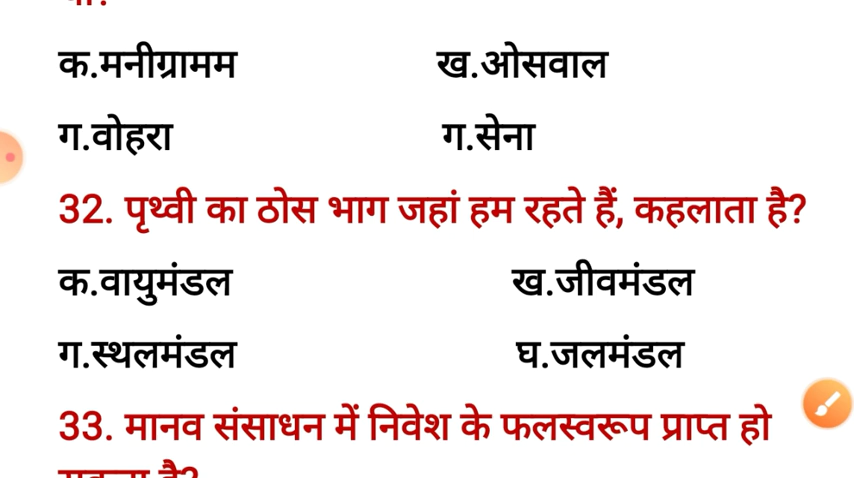 क.मनीग्रामम ख.ओसवाल
ग.वोहरा ग.सेना
32. पृथ्वी का ठोस भाग जहां हम रहते हैं, कहलाता है?
क.वायुमंडल ख.जीवमंडल
ग.स्थलमंडल घ.जलमंडल
33. मानव संसाधन में निवेश के फलस्वरूप प्राप्त हो